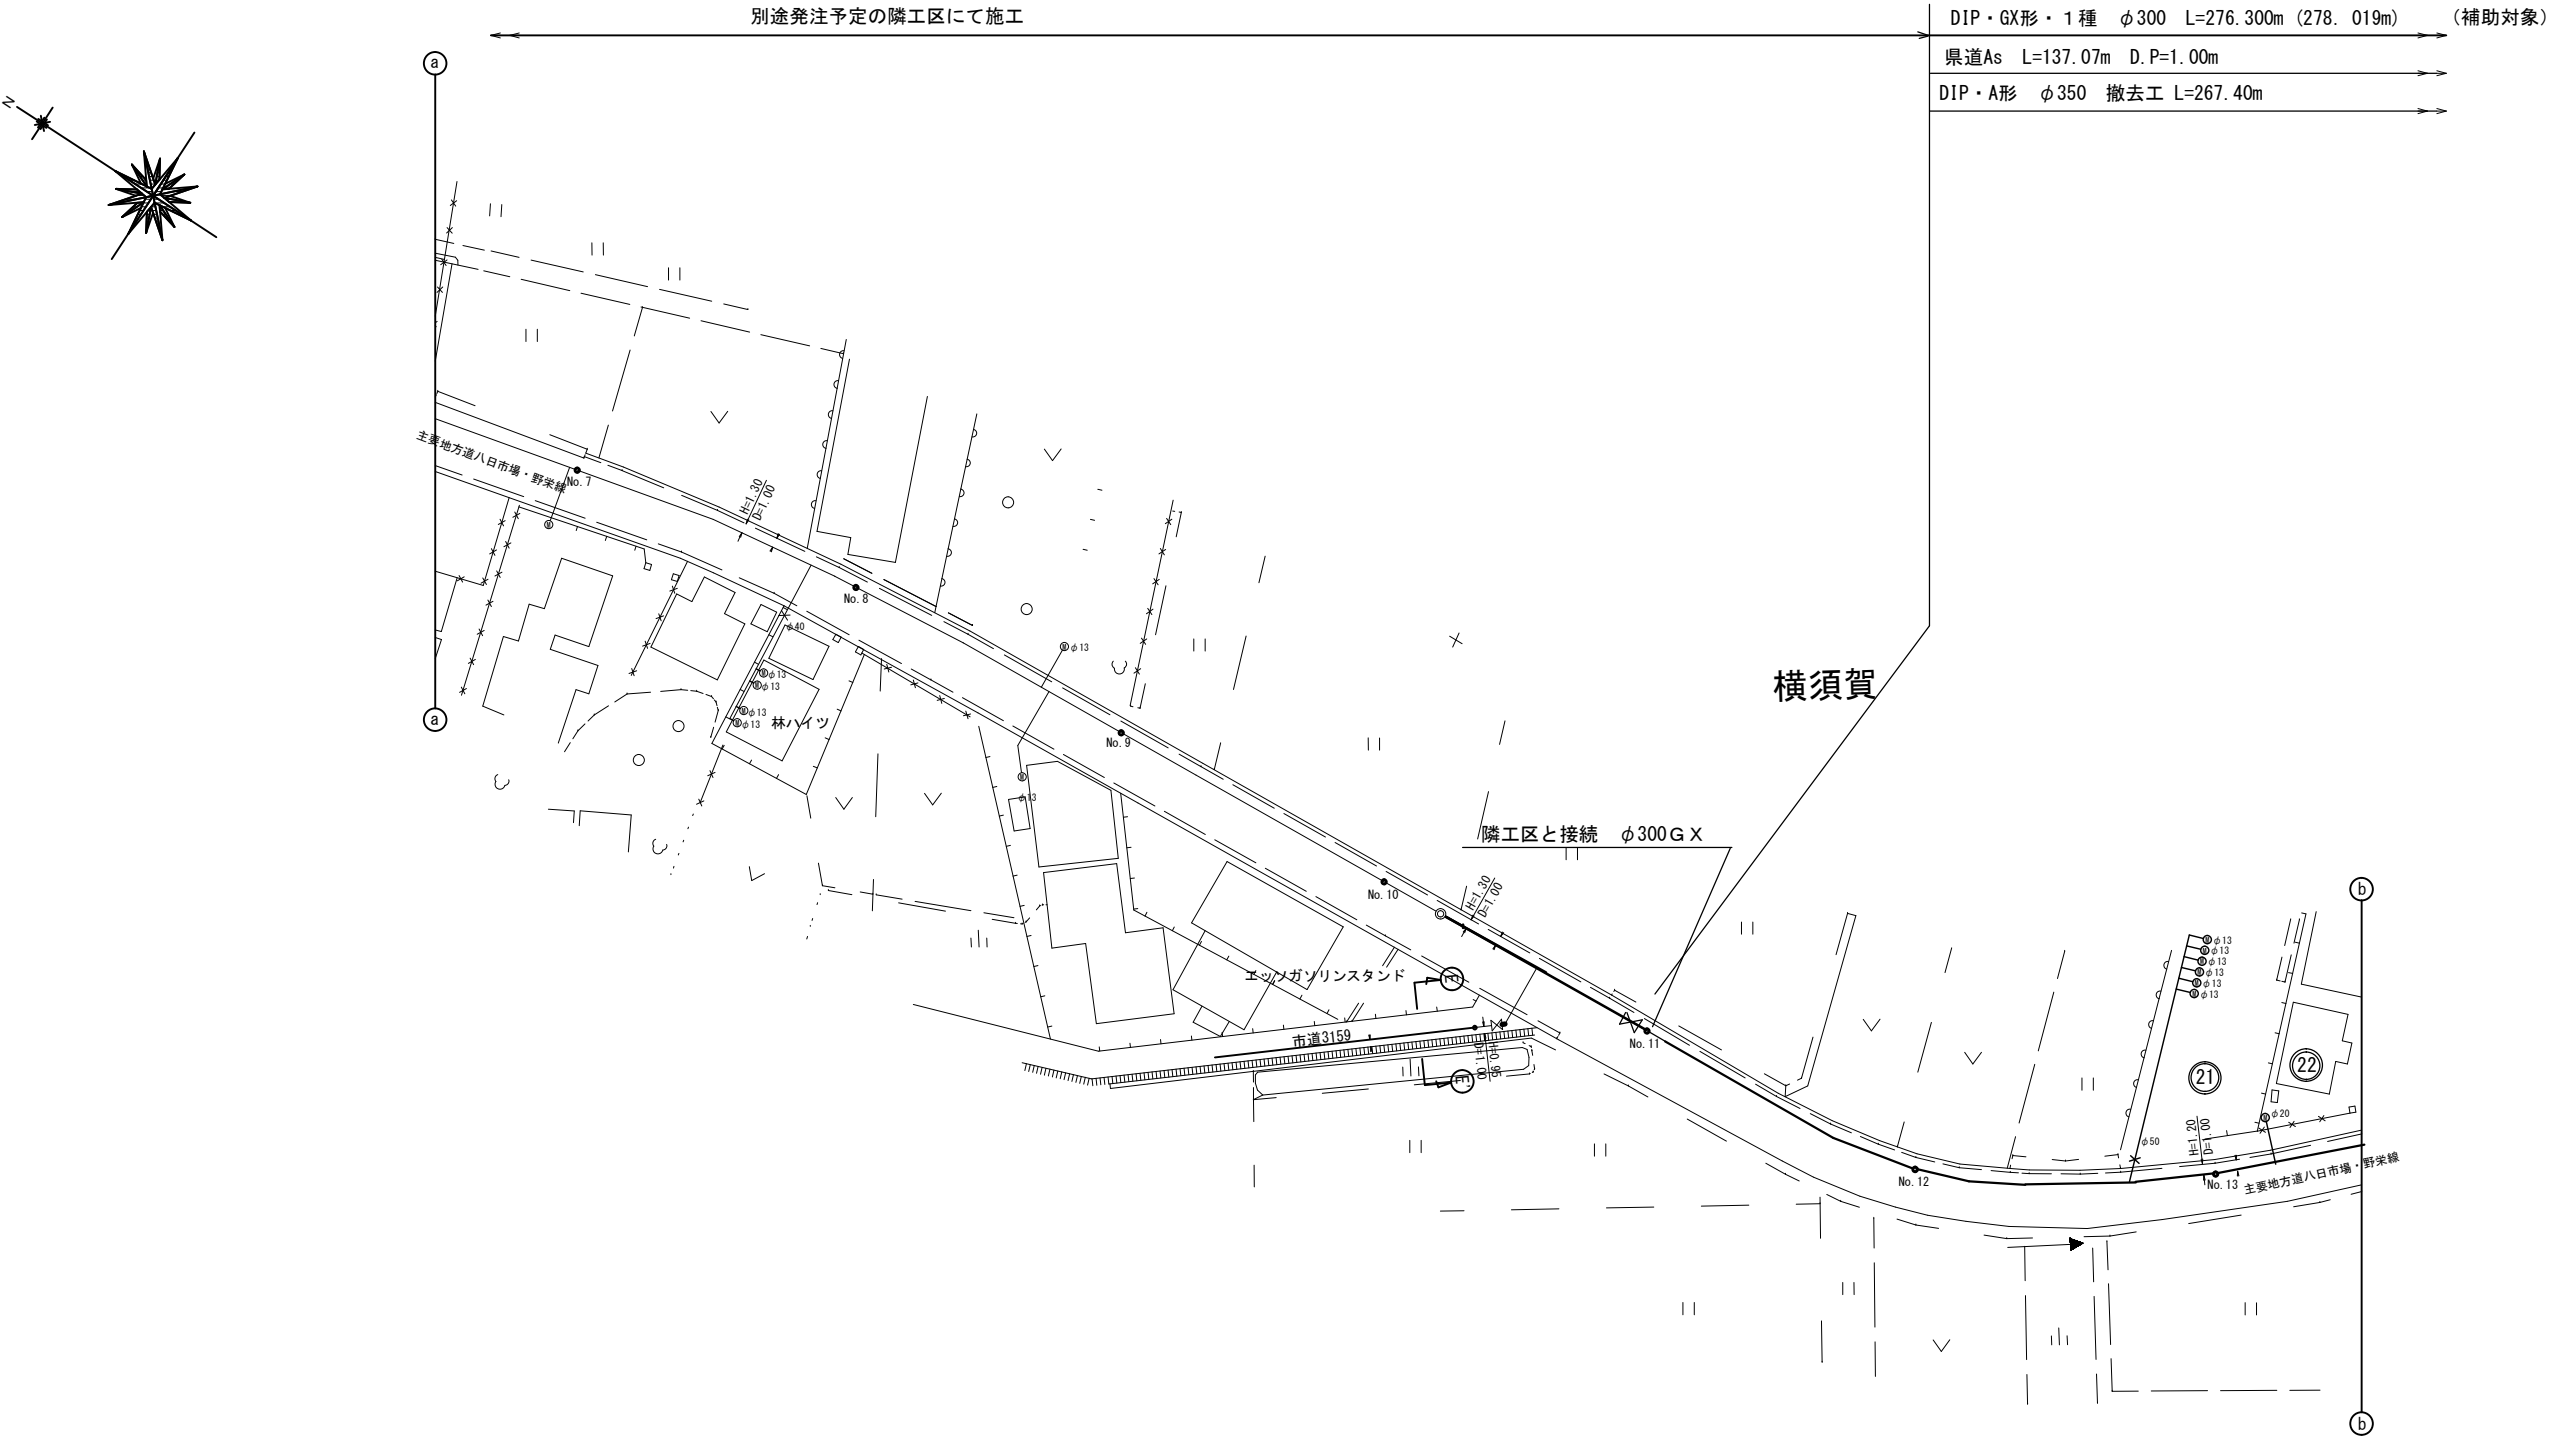 別途発注予定の隣工区にて施工
DIP・GX形・1種 φ300 L=276.300m (278. 019m) (補助対象)
県道As L=137.07m D.P=1.00m
DIP・A形 φ350 撤去工 L=267.40m
a
N
主要地方道八日市場・野栄線
No.7
H=1.30
D=1.00
No.8
φ40
φ13
φ13
φ13
φ13
φ13
林ハイツ
a
横須賀
No.9
φ13
隣工区と接続 φ300GX
No.10
H=1.30
D=1.00
b
φ13
φ13
φ13
φ13
φ13
φ13
エッソガソリンスタンド
E
市道3159
H=0.95
D=1.00
E'
No.11
21
22
φ20
φ50
H=1.20
D=1.00
No.12
No.13
主要地方道八日市場・野栄線
b